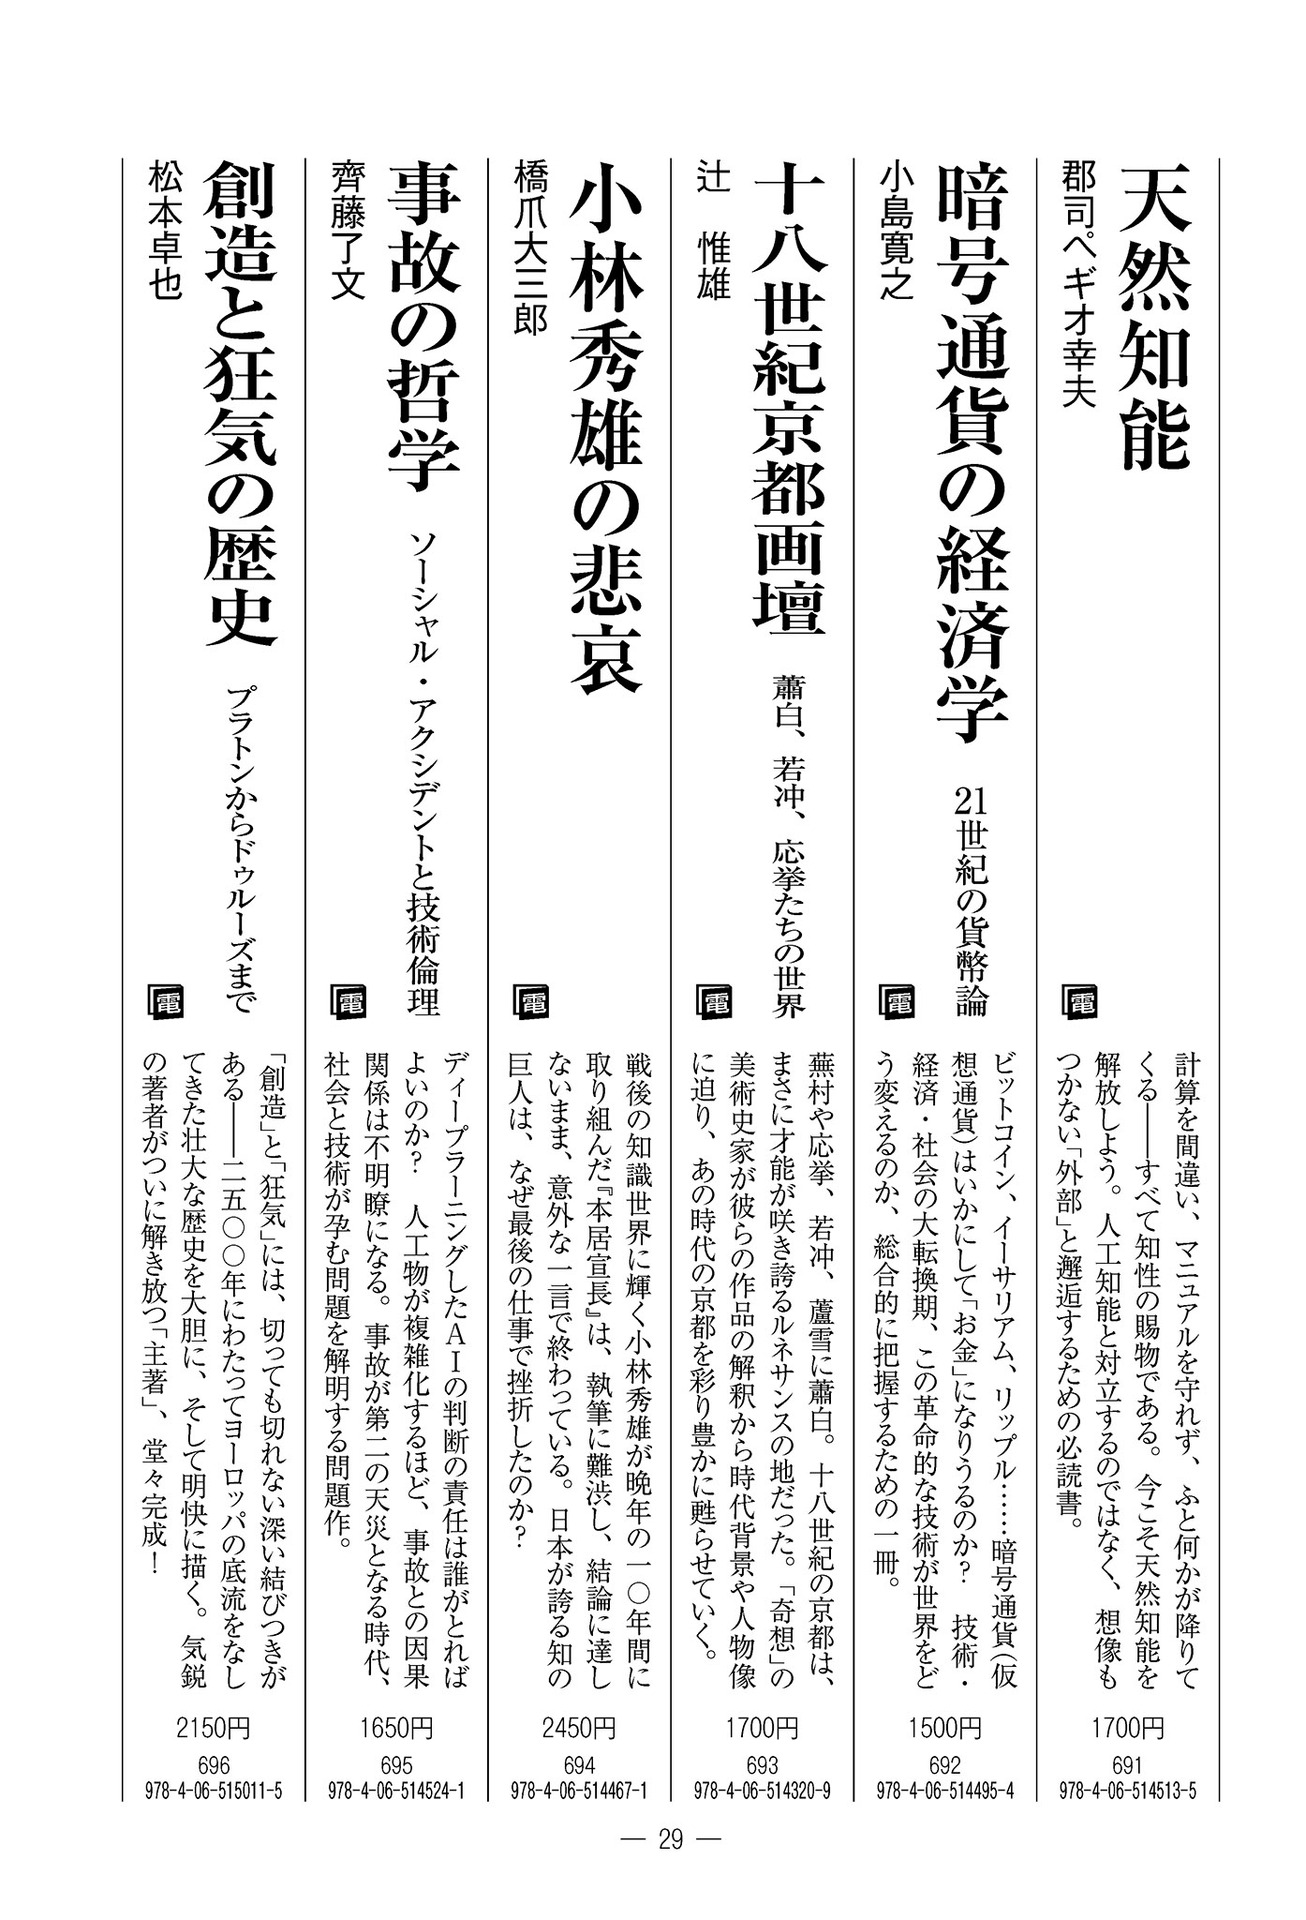 天然知能
郡司ペギオ幸夫
電
計算を間違い、マニュアルを守れず、ふと何かが降りて
くる――すべて知性の賜物である。今こそ天然知能を
解放しよう。人工知能と対立するのではなく、想像も
つかない「外部」と邂逅するための必読書。
1700円
691
978-4-06-514513-5
暗号通貨の経済学 21世紀の貨幣論
小島寛之
電
ビットコイン、イーサリアム、リップル……暗号通貨(仮
想通貨)はいかにして「お金」になりうるのか? 技術・
経済・社会の大転換期、この革命的な技術が世界をど
う変えるのか、総合的に把握するための一冊。
1500円
692
978-4-06-514495-4
十八世紀京都画壇 蕭白、若冲、応挙たちの世界
辻 惟雄
電
蕪村や応挙、若冲、蘆雪に蕭白。十八世紀の京都は、
まさに才能が咲き誇るルネサンスの地だった。「奇想」の
美術史家が彼らの作品の解釈から時代背景や人物像
に迫り、あの時代の京都を彩り豊かに甦らせていく。
1700円
693
978-4-06-514320-9
小林秀雄の悲哀
橋爪大三郎
電
戦後の知識世界に輝く小林秀雄が晩年の一〇年間に
取り組んだ『本居宣長』は、執筆に難渋し、結論に達し
ないまま、意外な一言で終わっている。日本が誇る知の
巨人は、なぜ最後の仕事で挫折したのか?
2450円
694
978-4-06-514467-1
事故の哲学 ソーシャル・アクシデントと技術倫理
齊藤了文
電
ディープラーニングしたAIの判断の責任は誰がとれば
よいのか? 人工物が複雑化するほど、事故との因果
関係は不明瞭になる。事故が第二の天災となる時代、
社会と技術が孕む問題を解明する問題作。
1650円
695
978-4-06-514524-1
創造と狂気の歴史 プラトンからドゥルーズまで
松本卓也
電
「創造」と「狂気」には、切っても切れない深い結びつきが
ある――二五〇〇年にわたってヨーロッパの底流をなし
てきた壮大な歴史を大胆に、そして明快に描く。気鋭
の著者がついに解き放つ「主著」、堂々完成!
2150円
696
978-4-06-515011-5
― 29 ―